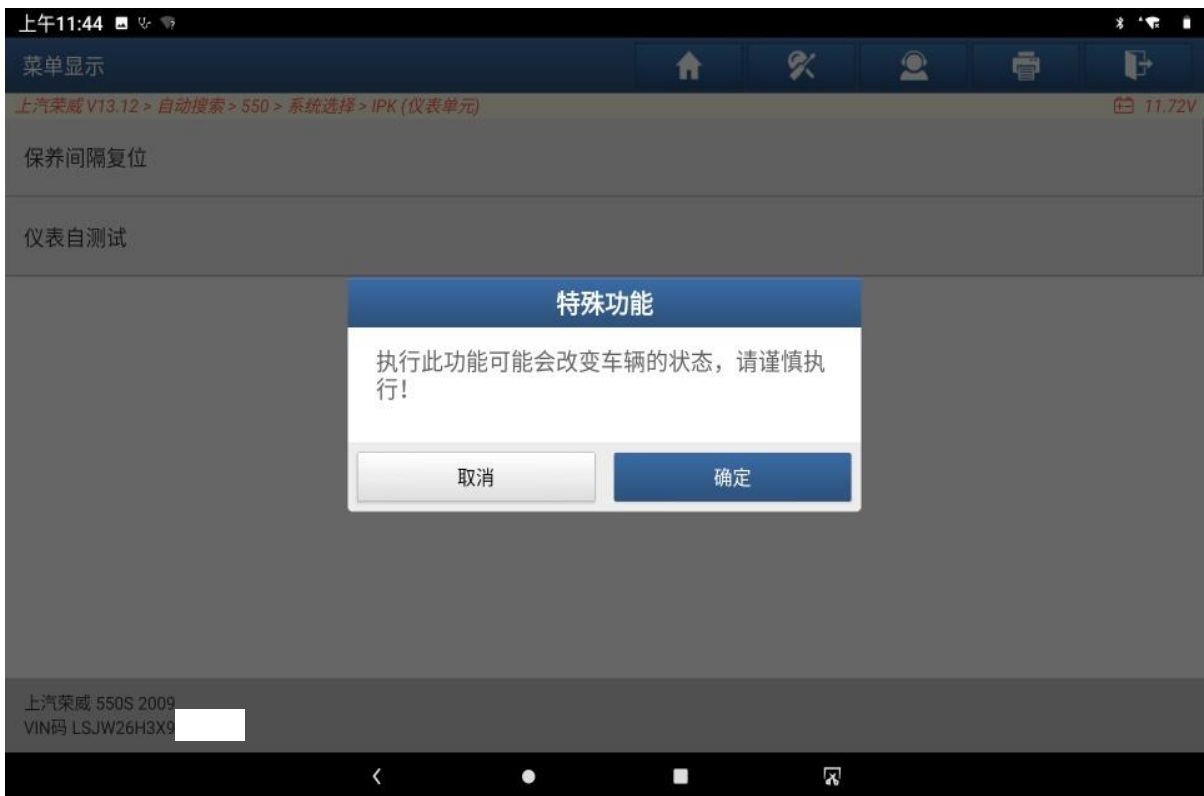 上午11:44
菜单显示
上汽荣威 V13.12 > 自动搜索 > 550 > 系统选择 > IPK (仪表单元)
11.72V
保养间隔复位
仪表自测试
特殊功能
执行此功能可能会改变车辆的状态，请谨慎执
行！
取消
确定
上汽荣威 550S 2009
VIN码 LSJW26H3X9